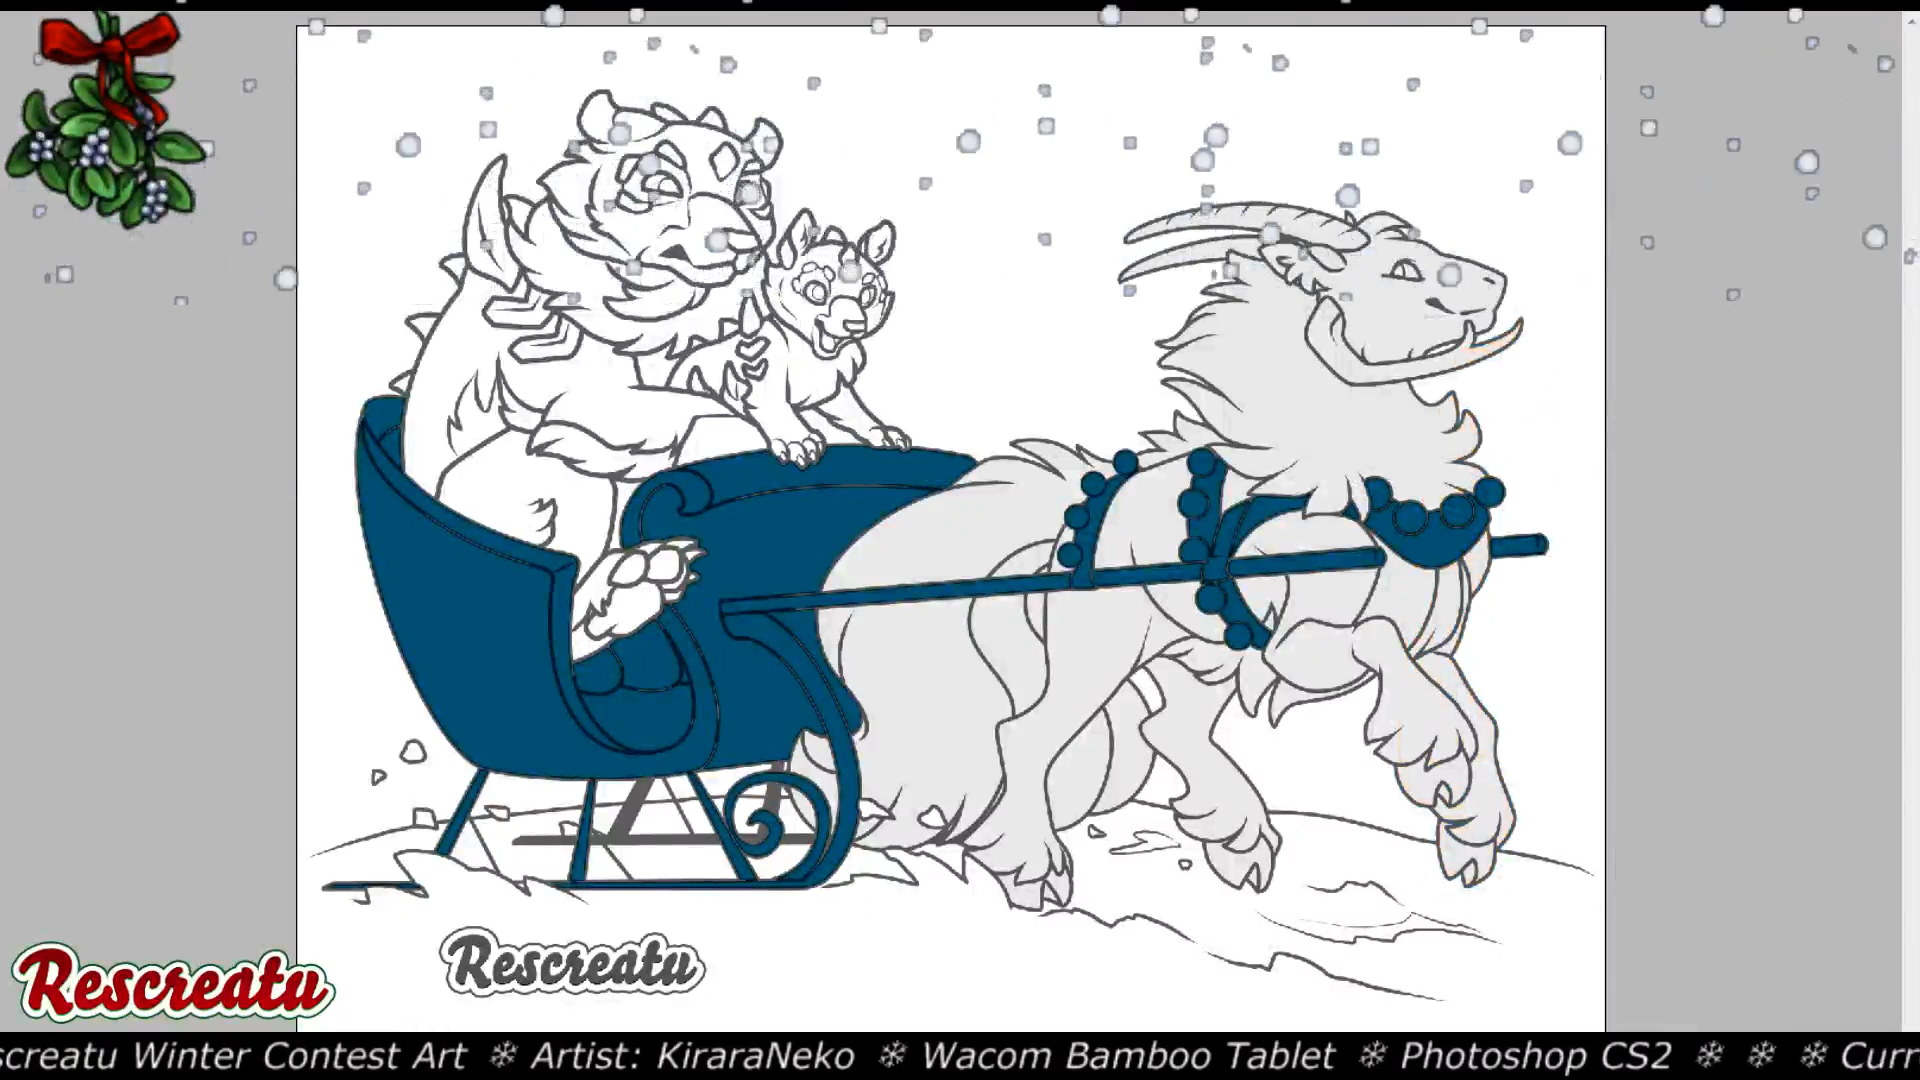 Rescreatu
Rescreatu
screatu Winter Contest Art ❄ Artist: KiraraNeko ❄ Wacom Bamboo Tablet ❄ Photoshop CS2 ❄ ❄ ❄ Curr